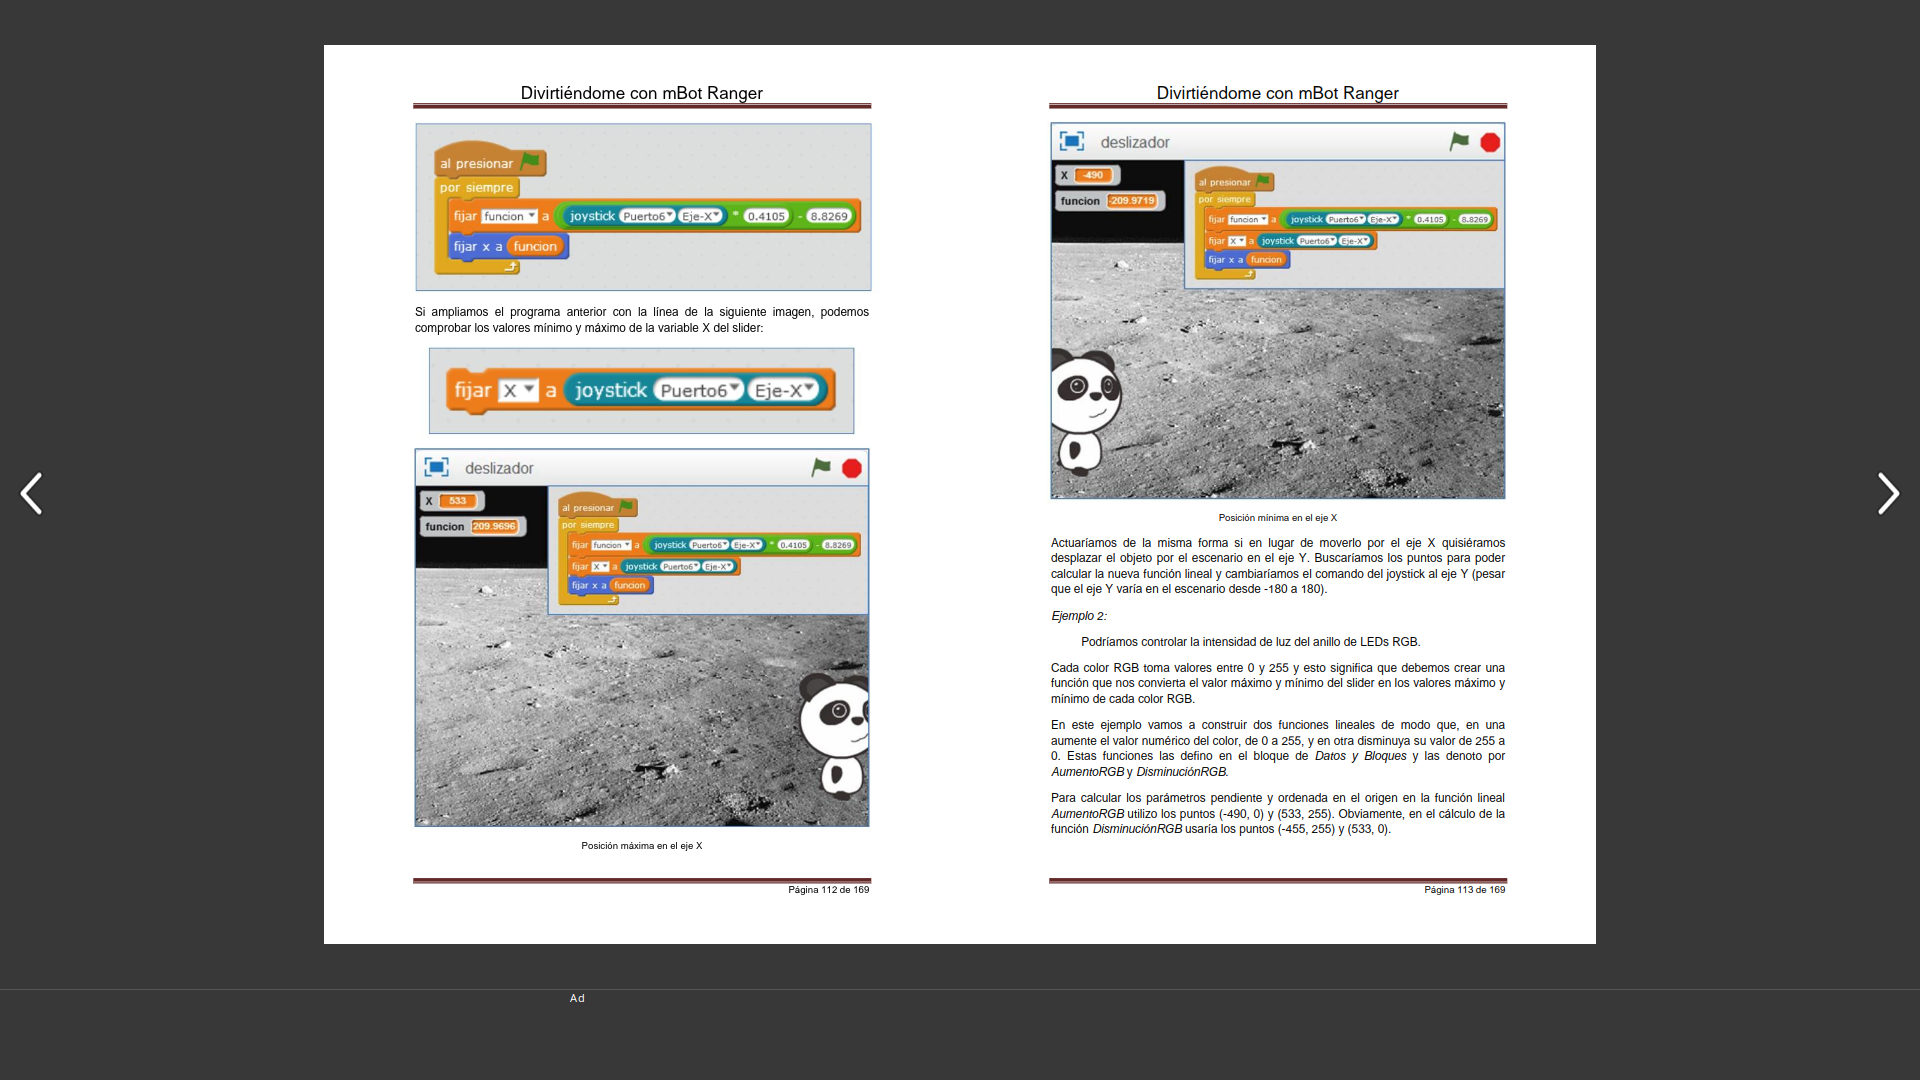 Divirtiéndome con mBot Ranger
al presionar
por siempre
fijar funcion a joystick Puerto6 Eje-X * 0.4105 - 8.8269
fijar x a funcion
Si ampliamos el programa anterior con la línea de la siguiente imagen, podemos
comprobar los valores mínimo y máximo de la variable X del slider:
fijar X a joystick Puerto6 Eje-X
deslizador
X 533
funcion 209.9696
al presionar
por siempre
fijar funcion a joystick Puerto6 Eje-X * 0.4105 - 8.8269
fijar X a joystick Puerto6 Eje-X
fijar x a funcion
Posición máxima en el eje X
Página 112 de 169
Divirtiéndome con mBot Ranger
deslizador
X -490
funcion -209.9719
al presionar
por siempre
fijar funcion a joystick Puerto6 Eje-X * 0.4105 - 8.8269
fijar X a joystick Puerto6 Eje-X
fijar x a funcion
Posición mínima en el eje X
Actuaríamos de la misma forma si en lugar de moverlo por el eje X quisiéramos
desplazar el objeto por el escenario en el eje Y. Buscaríamos los puntos para poder
calcular la nueva función lineal y cambiaríamos el comando del joystick al eje Y (pesar
que el eje Y varía en el escenario desde -180 a 180).
Ejemplo 2:
Podríamos controlar la intensidad de luz del anillo de LEDs RGB.
Cada color RGB toma valores entre 0 y 255 y esto significa que debemos crear una
función que nos convierta el valor máximo y mínimo del slider en los valores máximo y
mínimo de cada color RGB.
En este ejemplo vamos a construir dos funciones lineales de modo que, en una
aumente el valor numérico del color, de 0 a 255, y en otra disminuya su valor de 255 a
0. Estas funciones las defino en el bloque de Datos y Bloques y las denoto por
AumentoRGB y DisminuciónRGB.
Para calcular los parámetros pendiente y ordenada en el origen en la función lineal
AumentoRGB utilizo los puntos (-490, 0) y (533, 255). Obviamente, en el cálculo de la
función DisminuciónRGB usaría los puntos (-455, 255) y (533, 0).
Página 113 de 169
Ad